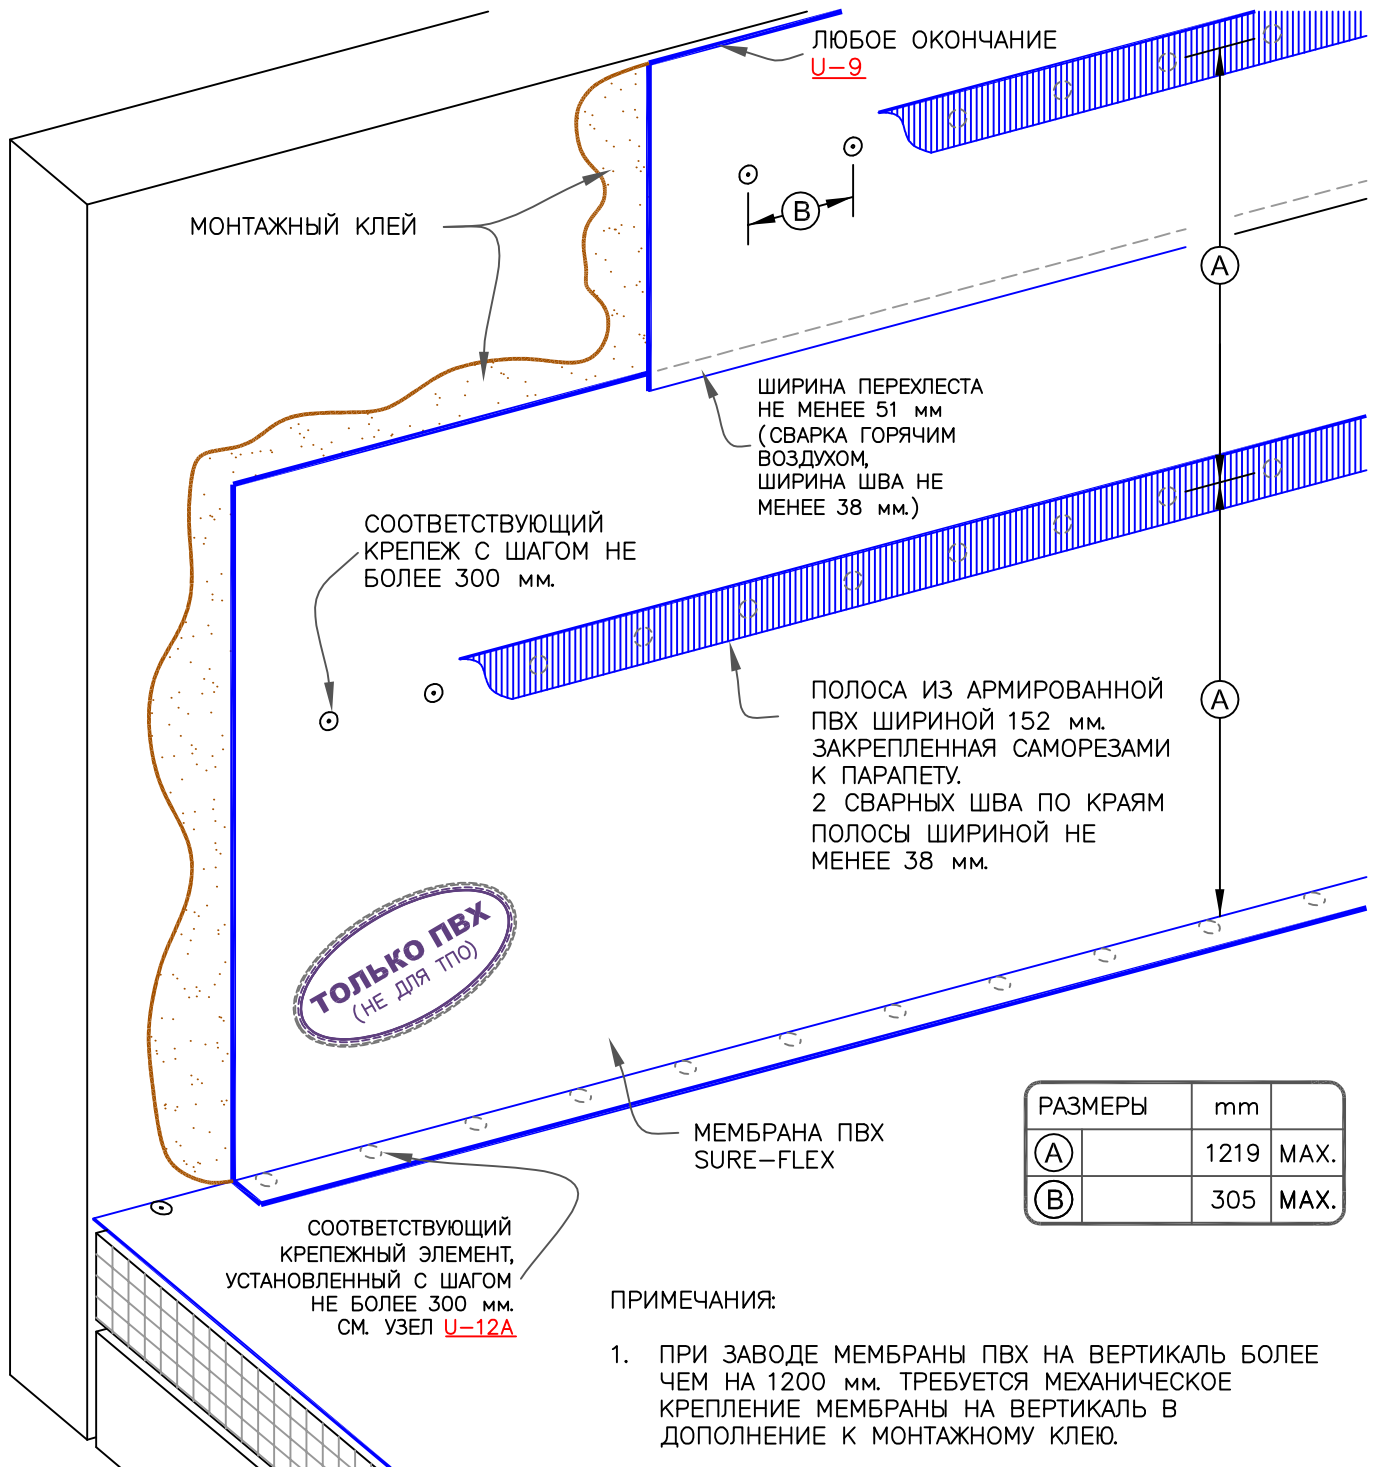 ЛЮБОЕ ОКОНЧАНИЕ
U-9
B
МОНТАЖНЫЙ КЛЕЙ
A
ШИРИНА ПЕРЕХЛЕСТА
НЕ МЕНЕЕ 51 мм
(СВАРКА ГОРЯЧИМ
ВОЗДУХОМ,
ШИРИНА ШВА НЕ
МЕНЕЕ 38 мм.)
СООТВЕТСТВУЮЩИЙ
КРЕПЕЖ С ШАГОМ НЕ
БОЛЕЕ 300 мм.
ПОЛОСА ИЗ АРМИРОВАННОЙ
ПВХ ШИРИНОЙ 152 мм.
ЗАКРЕПЛЕННАЯ САМОРЕЗАМИ
К ПАРАПЕТУ.
2 СВАРНЫХ ШВА ПО КРАЯМ
ПОЛОСЫ ШИРИНОЙ НЕ
МЕНЕЕ 38 мм.
A
ТОЛЬКО ПВХ
(НЕ ДЛЯ ТПО)
МЕМБРАНА ПВХ
SURE-FLEX
РАЗМЕРЫ mm
A 1219 MAX.
B 305 MAX.
СООТВЕТСТВУЮЩИЙ
КРЕПЕЖНЫЙ ЭЛЕМЕНТ,
УСТАНОВЛЕННЫЙ С ШАГОМ
НЕ БОЛЕЕ 300 мм.
СМ. УЗЕЛ U-12A
ПРИМЕЧАНИЯ:
1. ПРИ ЗАВОДЕ МЕМБРАНЫ ПВХ НА ВЕРТИКАЛЬ БОЛЕЕ
ЧЕМ НА 1200 мм. ТРЕБУЕТСЯ МЕХАНИЧЕСКОЕ
КРЕПЛЕНИЕ МЕМБРАНЫ НА ВЕРТИКАЛЬ В
ДОПОЛНЕНИЕ К МОНТАЖНОМУ КЛЕЮ.